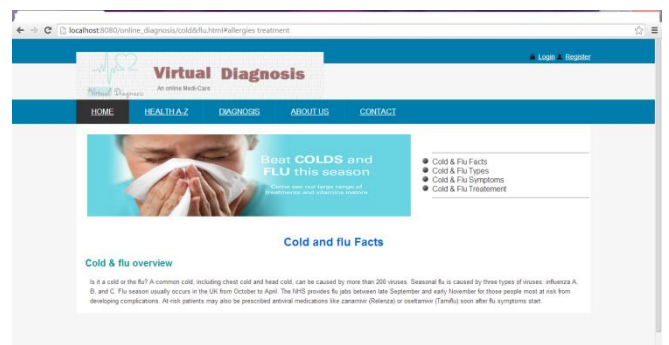 localhost:8080/online_diagnosis/cold&flu.html#allergies treatment
Login Register
Virtual Diagnosis
An online Medi-Care
Virtual Diagnosis
HOME HEALTH A-Z DIAGNOSIS ABOUT US CONTACT
Beat COLDS and
FLU this season
Come see our large range of
treatments and vitamins instore
Cold & Flu Facts
Cold & Flu Types
Cold & Flu Symptoms
Cold & Flu Treatement
Cold and flu Facts
Cold & flu overview
Is it a cold or the flu? A common cold, including chest cold and head cold, can be caused by more than 200 viruses. Seasonal flu is caused by three types of viruses: influenza A,
B, and C. Flu season usually occurs in the UK from October to April. The NHS provides flu jabs between late September and early November for those people most at risk from
developing complications. At-risk patients may also be prescribed antiviral medications like zanamivir (Relenza) or oseltamivir (Tamiflu) soon after flu symptoms start.